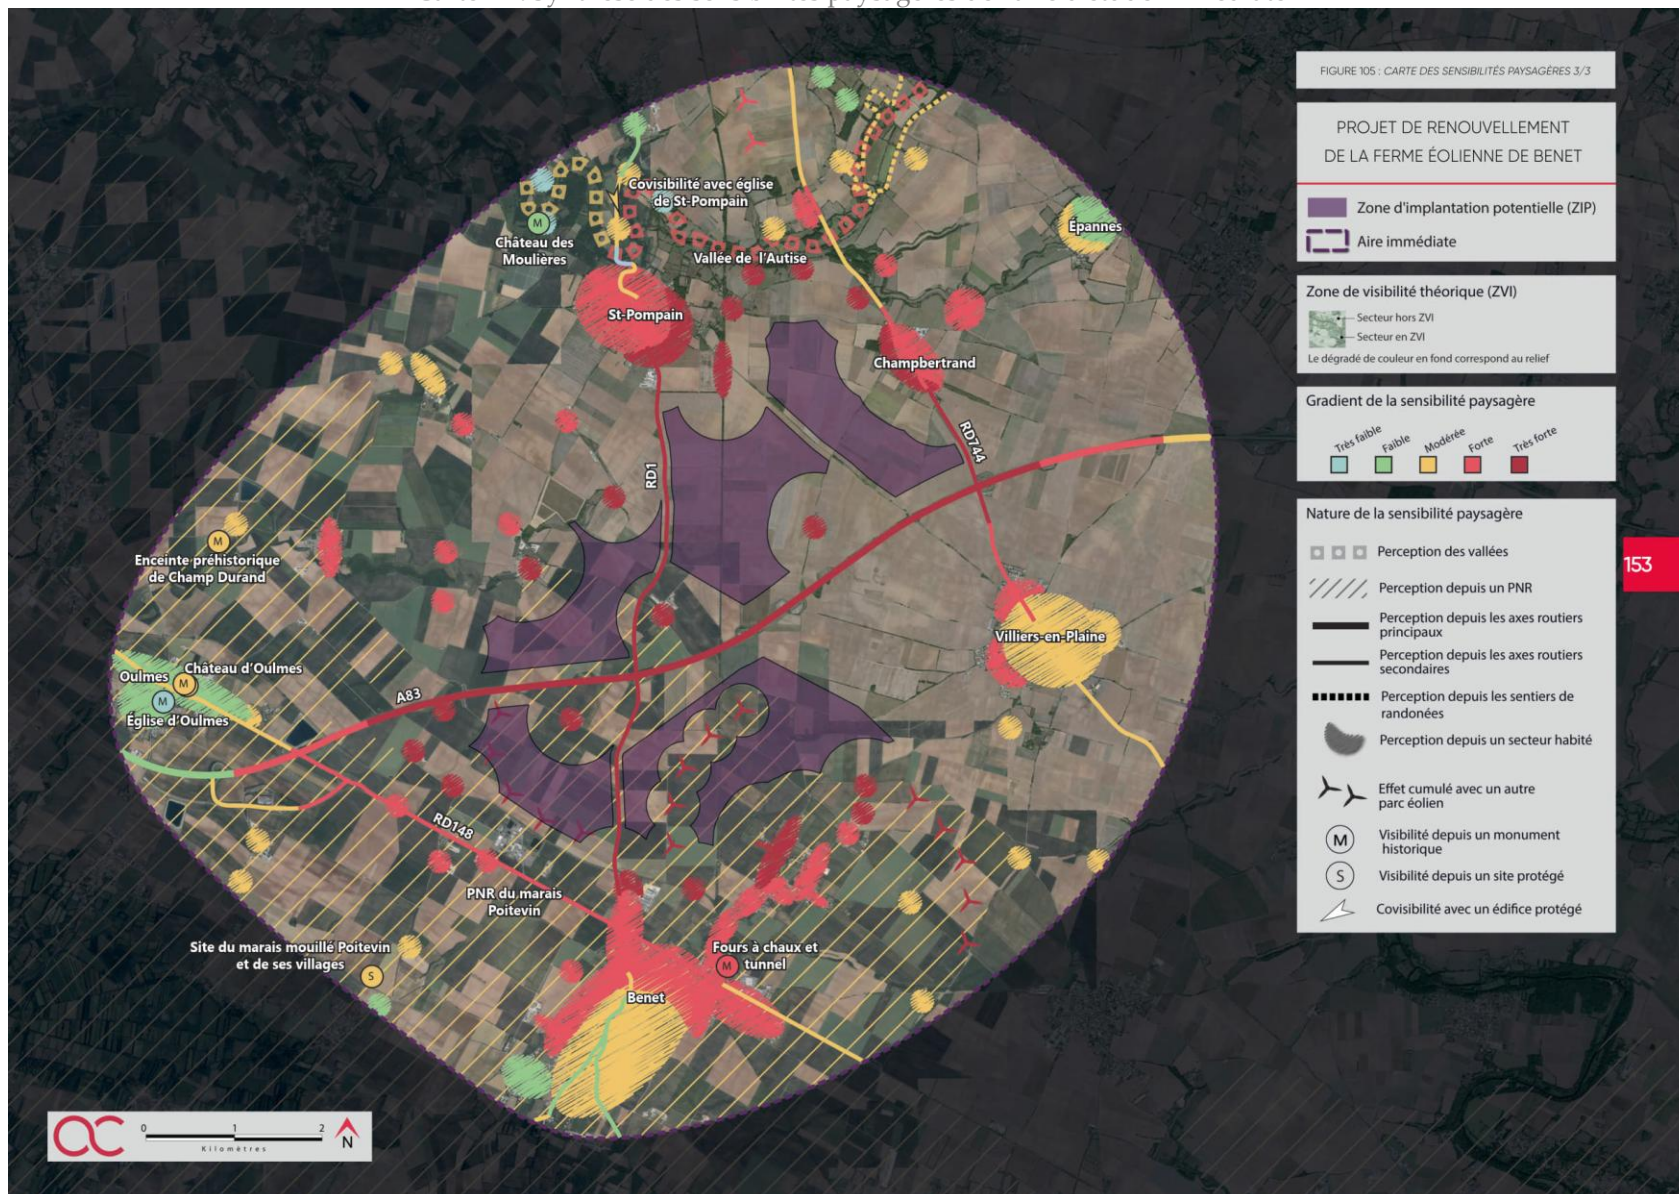 FIGURE 105 : CARTE DES SENSIBILITÉS PAYSAGÈRES 3/3
PROJET DE RENOUVELLEMENT
DE LA FERME ÉOLIENNE DE BENET
Zone d'implantation potentielle (ZIP)
Aire immédiate
Zone de visibilité théorique (ZVI)
Secteur hors ZVI
Secteur en ZVI
Le dégradé de couleur en fond correspond au relief
Gradient de la sensibilité paysagère
Très faible
Faible
Modérée
Forte
Très forte
Nature de la sensibilité paysagère
Perception des vallées
Perception depuis un PNR
Perception depuis les axes routiers
principaux
Perception depuis les axes routiers
secondaires
Perception depuis les sentiers de
randonées
Perception depuis un secteur habité
Effet cumulé avec un autre
parc éolien
M
Visibilité depuis un monument
historique
S
Visibilité depuis un site protégé
Covisibilité avec un édifice protégé
153
Covisibilité avec église
de St-Pompain
M
Château des
Moulières
Vallée de l'Autise
Épannes
St-Pompain
Champbertrand
RD1
RD744
M
Enceinte préhistorique
de Champ Durand
Villiers-en-Plaine
Château d'Oulmes
Oulmes
M
M
Église d'Oulmes
A83
RD148
PNR du marais
Poitevin
Site du marais mouillé Poitevin
et de ses villages
S
Fours à chaux et
M
tunnel
Benet
0 1 2
Kilomètres
N